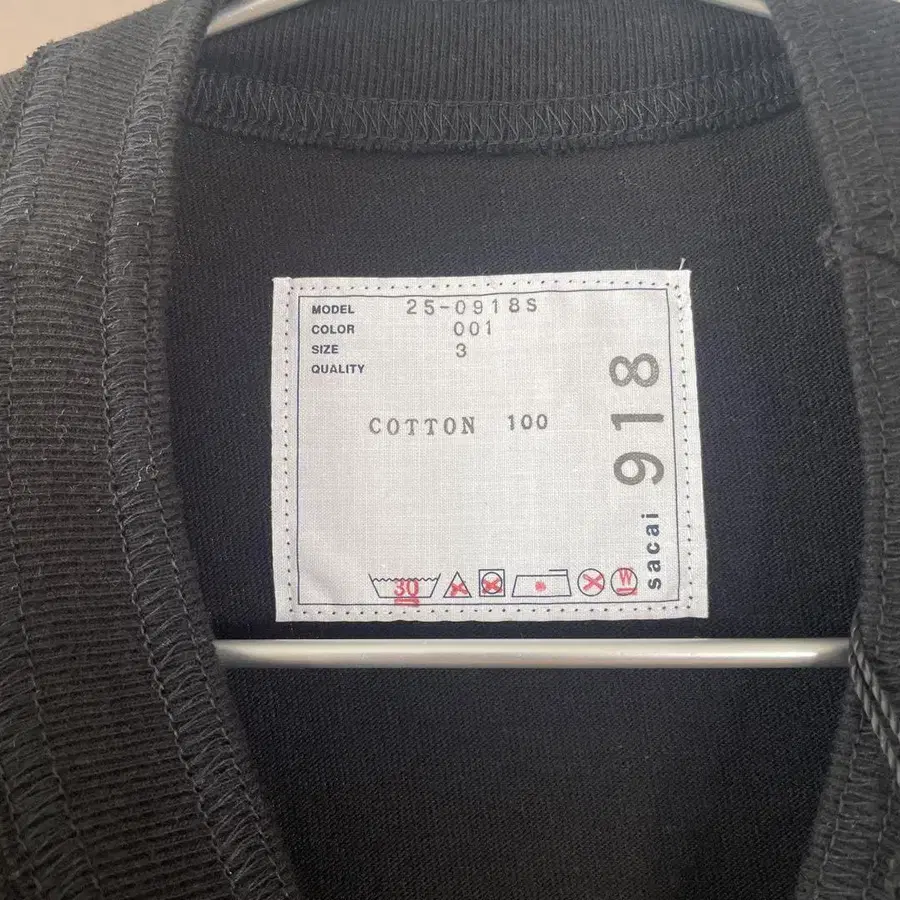 MODEL 25-0918S
COLOR 001
SIZE 3
QUALITY
COTTON 100
sacai 918
30
W